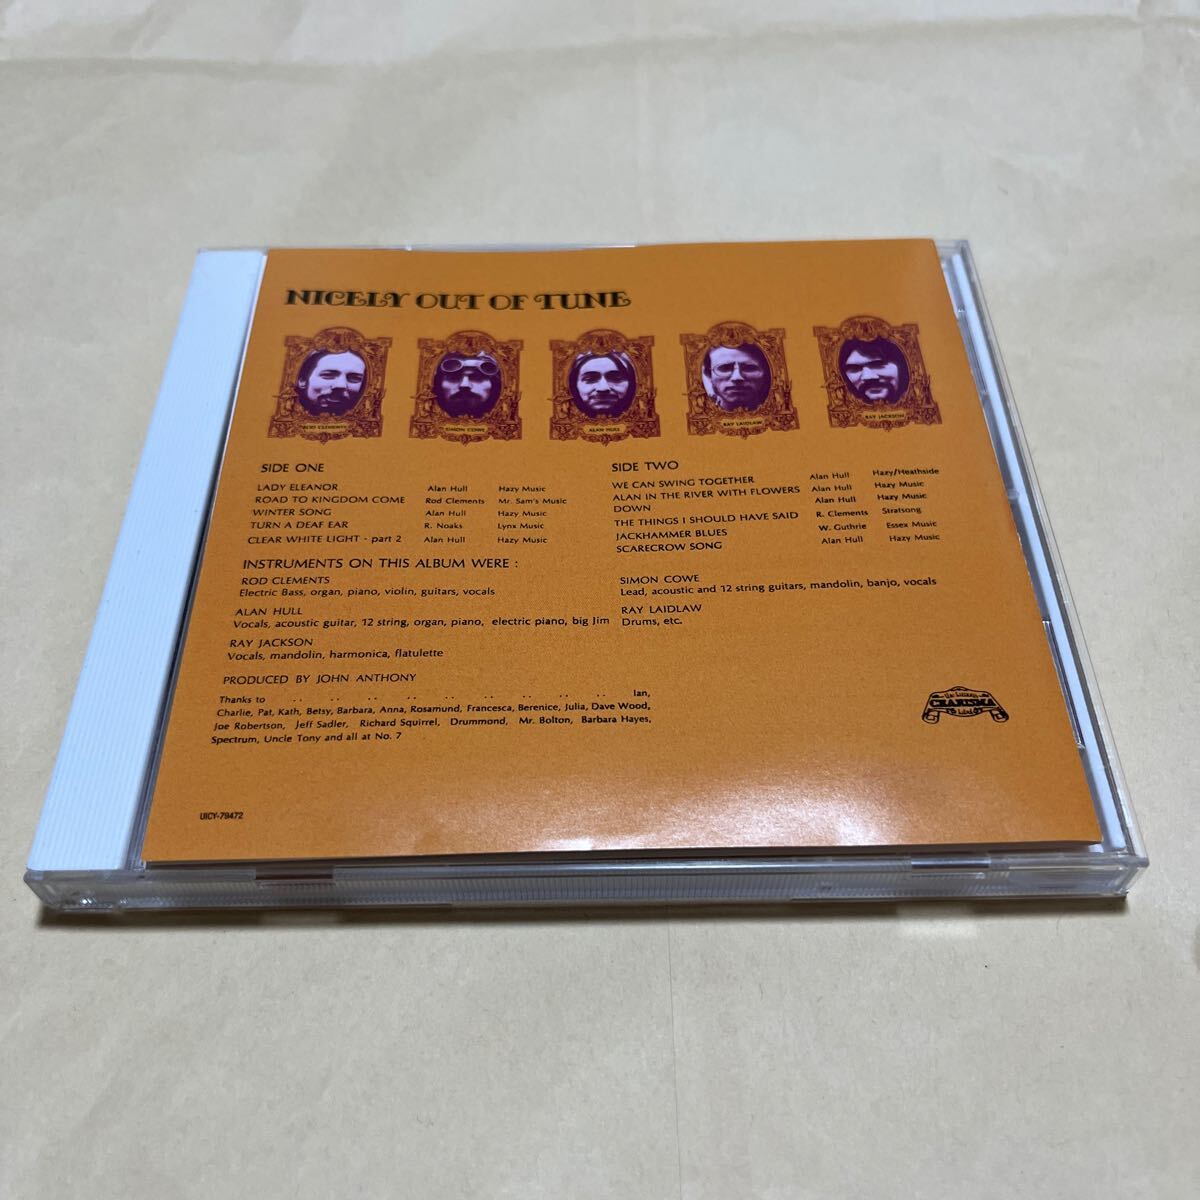 NICELY OUT OF TUNE
ROD CLEMENTS
SIMON COWE
ALAN HULL
RAY LAIDLAW
RAY JACKSON
SIDE ONE
LADY ELEANOR Alan Hull Hazy Music
ROAD TO KINGDOM COME Rod Clements Mr. Sam's Music
WINTER SONG Alan Hull Hazy Music
TURN A DEAF EAR R. Noaks Lynx Music
CLEAR WHITE LIGHT - part 2 Alan Hull Hazy Music
SIDE TWO
WE CAN SWING TOGETHER Alan Hull Hazy/Heathside
ALAN IN THE RIVER WITH FLOWERS Alan Hull Hazy Music
DOWN Alan Hull Hazy Music
THE THINGS I SHOULD HAVE SAID R. Clements Stratsong
JACKHAMMER BLUES W. Guthrie Essex Music
SCARECROW SONG Alan Hull Hazy Music
INSTRUMENTS ON THIS ALBUM WERE :
ROD CLEMENTS
Electric Bass, organ, piano, violin, guitars, vocals
ALAN HULL
Vocals, acoustic guitar, 12 string, organ, piano, electric piano, big Jim
RAY JACKSON
Vocals, mandolin, harmonica, flatulette
SIMON COWE
Lead, acoustic and 12 string guitars, mandolin, banjo, vocals
RAY LAIDLAW
Drums, etc.
PRODUCED BY JOHN ANTHONY
Thanks to . . . . . . . . . . . . . . . . . . Ian,
Charlie, Pat, Kath, Betsy, Barbara, Anna, Rosamund, Francesca, Berenice, Julia, Dave Wood,
Joe Robertson, Jeff Sadler, Richard Squirrel, Drummond, Mr. Bolton, Barbara Hayes,
Spectrum, Uncle Tony and all at No. 7
CHARISMA
Label
UICY-79472